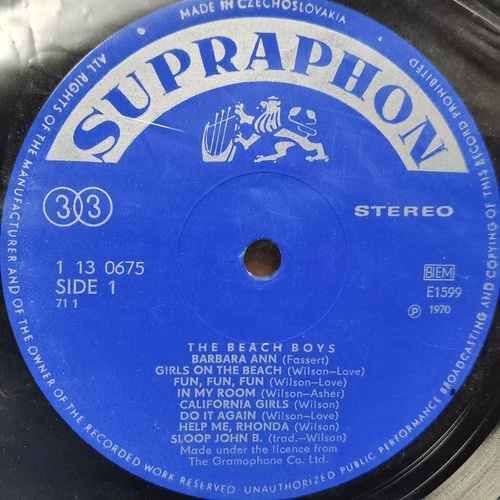 MADE IN CZECHOSLOVAKIA
ALL RIGHTS OF THE MANUFACTURER AND OF THE OWNER OF THE RECORDED WORK RESERVED. UNAUTHORIZED PUBLIC PERFORMANCE BROADCASTING AND COPYING OF THIS RECORD PROHIBITED
SUPRAPHON
33
STEREO
1 13 0675
SIDE 1
71 1
BIEM
E1599
Ⓟ 1970
THE BEACH BOYS
BARBARA ANN (Fassert)
GIRLS ON THE BEACH (Wilson–Love)
FUN, FUN, FUN (Wilson–Love)
IN MY ROOM (Wilson–Asher)
CALIFORNIA GIRLS (Wilson)
DO IT AGAIN (Wilson–Love)
HELP ME, RHONDA (Wilson)
SLOOP JOHN B. (trad.–Wilson)
Made under the licence from
The Gramophone Co. Ltd.